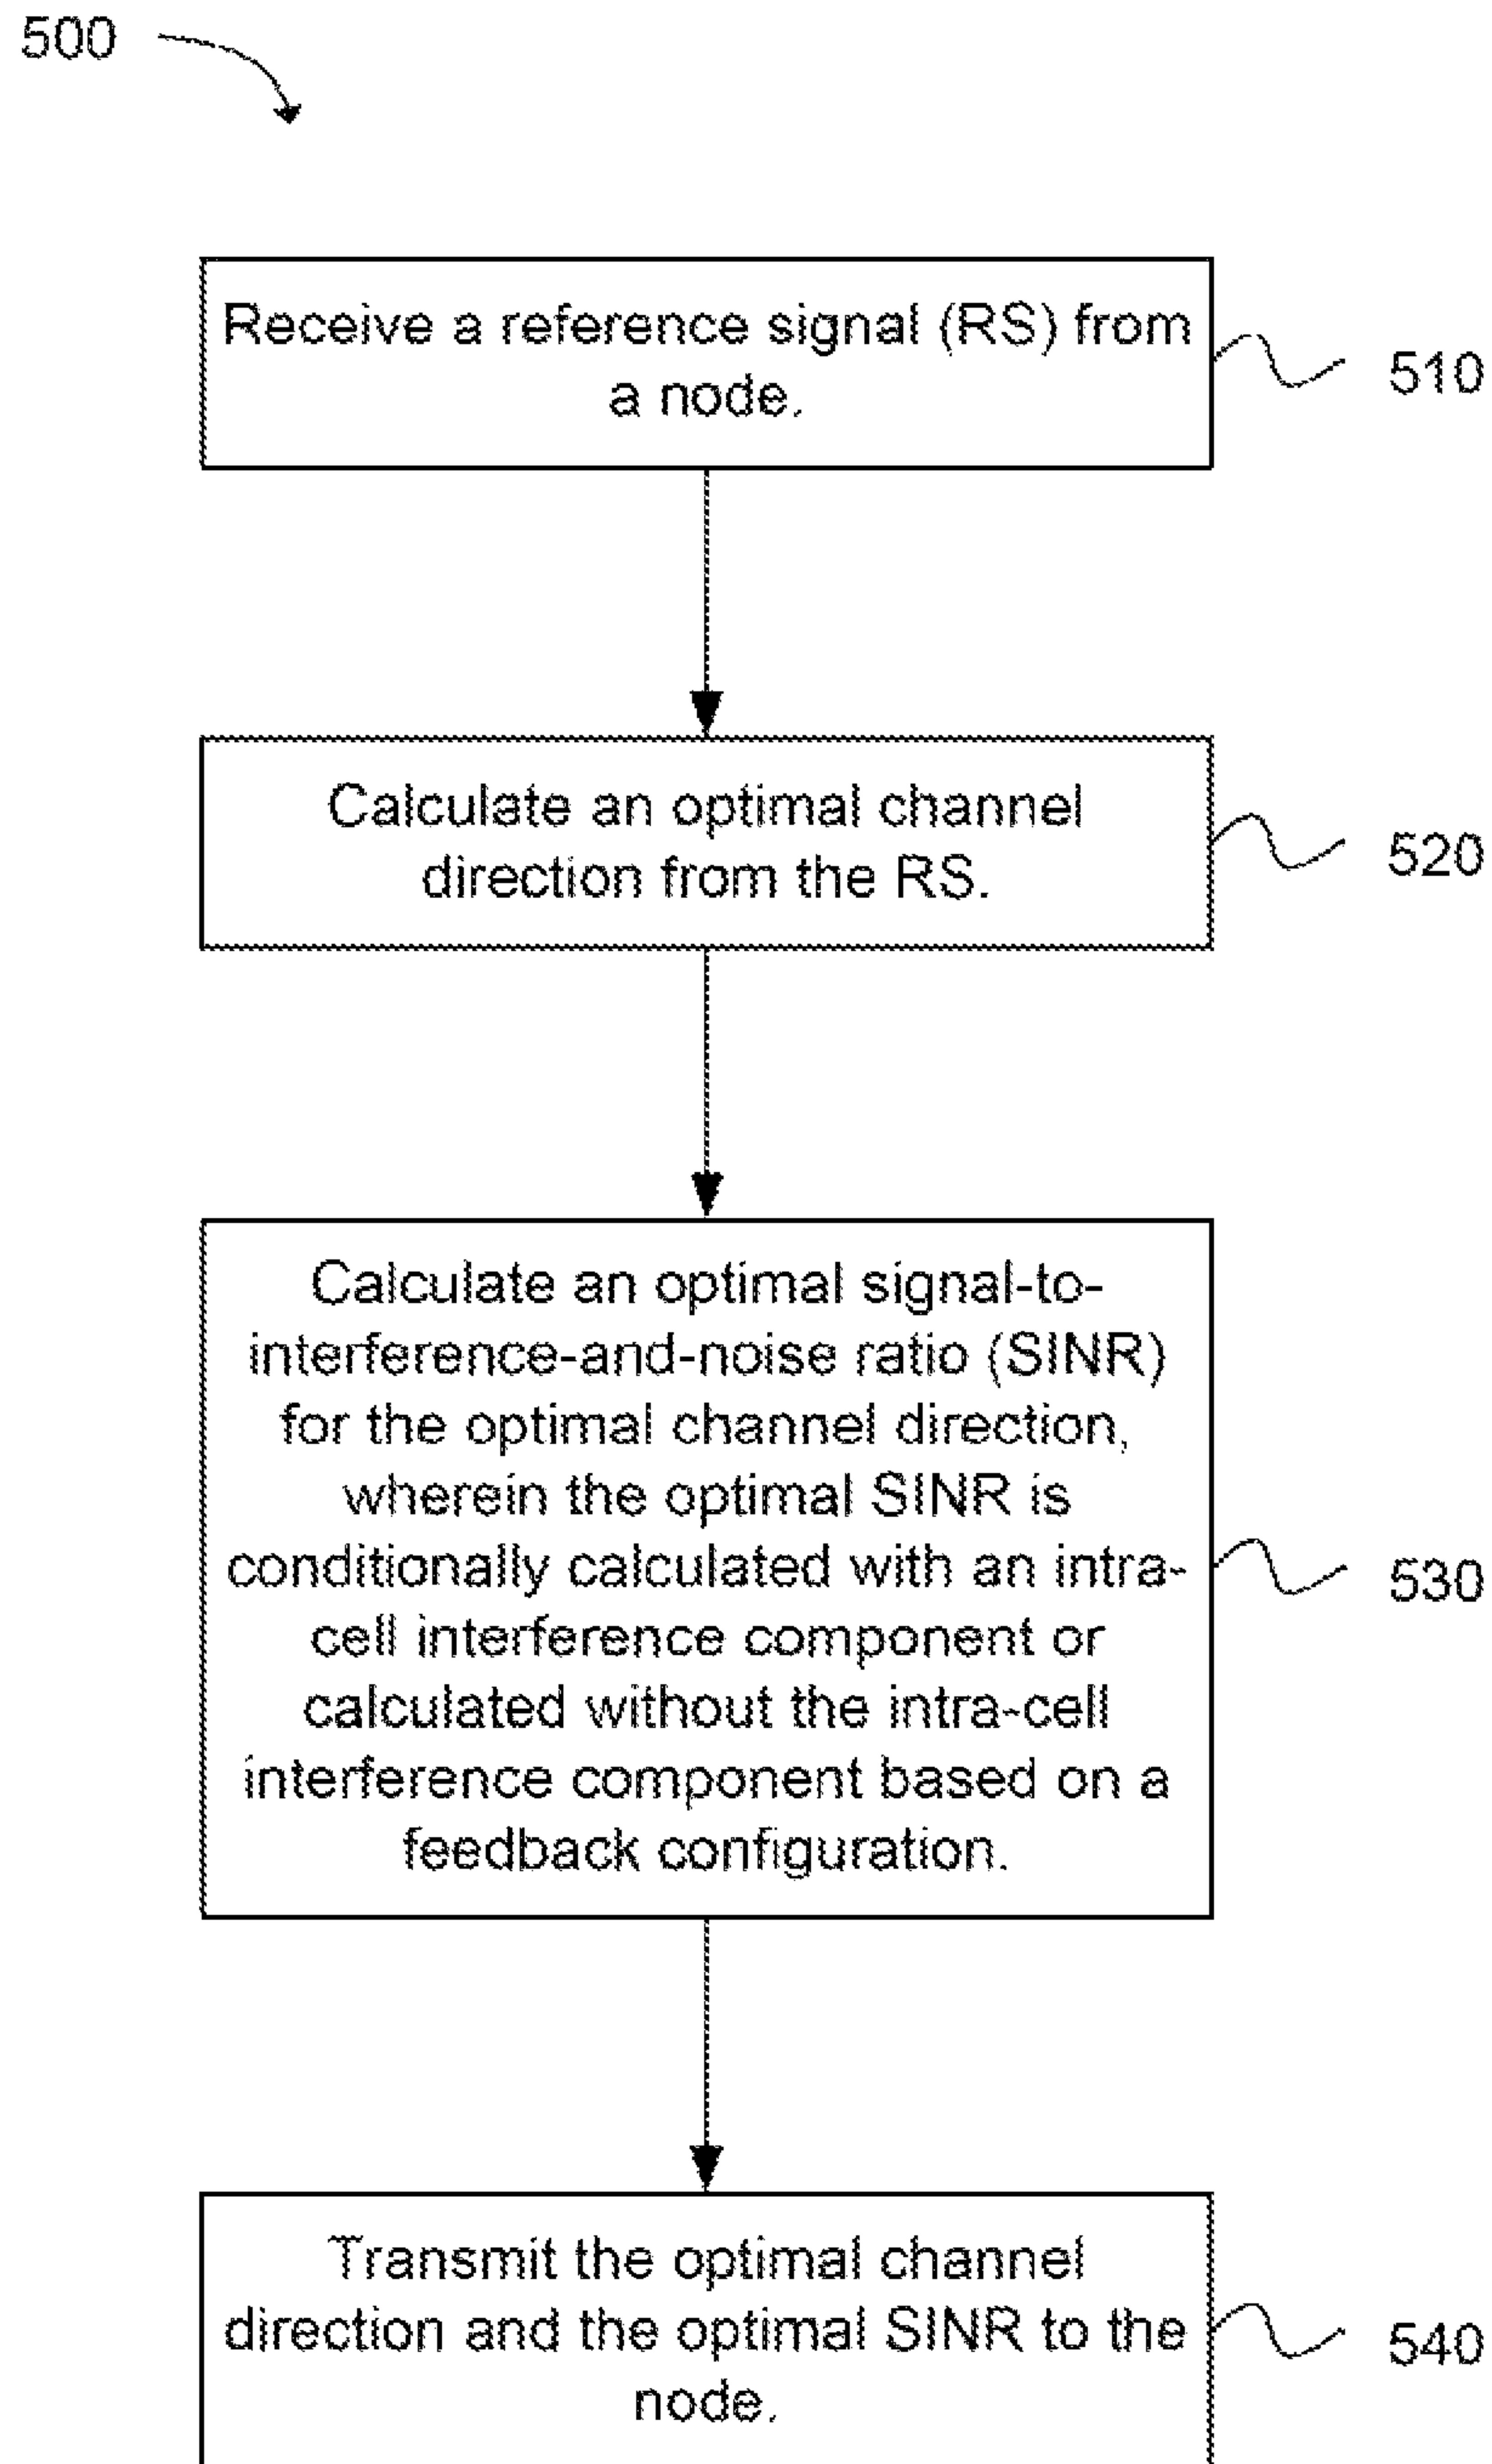 500
Receive a reference signal (RS) from
a node.
510
Calculate an optimal channel
direction from the RS.
520
Calculate an optimal signal-to-
interference-and-noise ratio (SINR)
for the optimal channel direction,
wherein the optimal SINR is
conditionally calculated with an intra-
cell interference component or
calculated without the intra-cell
interference component based on a
feedback configuration.
530
Transmit the optimal channel
direction and the optimal SINR to the
node.
540